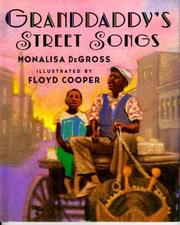 GRANDDADDY'S
STREET SONGS
MONALISA DEGROSS
ILLUSTRATED BY
FLOYD COOPER